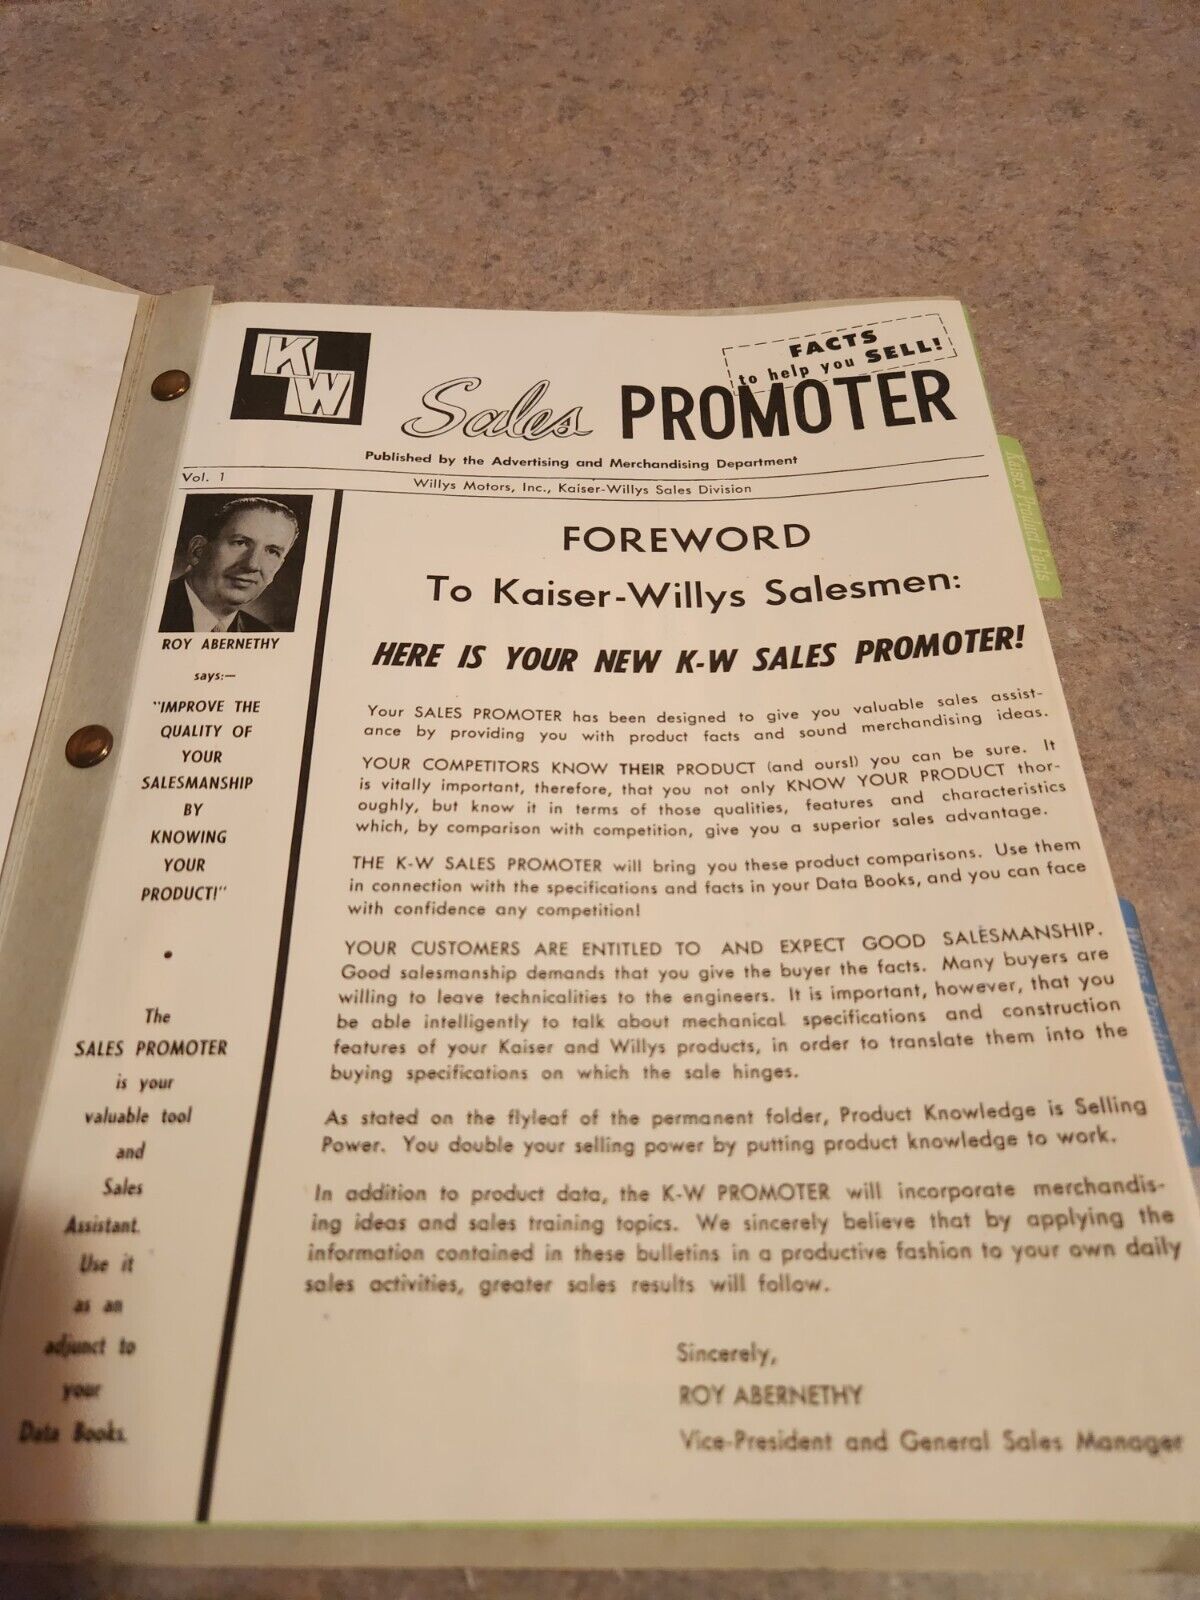 K
W
FACTS
to help you SELL!
Sales PROMOTER
Published by the Advertising and Merchandising Department
Vol. 1
Willys Motors, Inc., Kaiser-Willys Sales Division
ROY ABERNETHY
says:—
"IMPROVE THE
QUALITY OF
YOUR
SALESMANSHIP
BY
KNOWING
YOUR
PRODUCT!"
•
The
SALES PROMOTER
is your
valuable tool
and
Sales
Assistant.
Use it
as an
adjunct to
your
Data Books.
FOREWORD
To Kaiser-Willys Salesmen:
HERE IS YOUR NEW K-W SALES PROMOTER!
Your SALES PROMOTER has been designed to give you valuable sales assist-
ance by providing you with product facts and sound merchandising ideas.
YOUR COMPETITORS KNOW THEIR PRODUCT (and ours!) you can be sure. It
is vitally important, therefore, that you not only KNOW YOUR PRODUCT thor-
oughly, but know it in terms of those qualities, features and characteristics
which, by comparison with competition, give you a superior sales advantage.
THE K-W SALES PROMOTER will bring you these product comparisons. Use them
in connection with the specifications and facts in your Data Books, and you can face
with confidence any competition!
YOUR CUSTOMERS ARE ENTITLED TO AND EXPECT GOOD SALESMANSHIP.
Good salesmanship demands that you give the buyer the facts. Many buyers are
willing to leave technicalities to the engineers. It is important, however, that you
be able intelligently to talk about mechanical specifications and construction
features of your Kaiser and Willys products, in order to translate them into the
buying specifications on which the sale hinges.
As stated on the flyleaf of the permanent folder, Product Knowledge is Selling
Power. You double your selling power by putting product knowledge to work.
In addition to product data, the K-W PROMOTER will incorporate merchandis-
ing ideas and sales training topics. We sincerely believe that by applying the
information contained in these bulletins in a productive fashion to your own daily
sales activities, greater sales results will follow.
Sincerely,
ROY ABERNETHY
Vice-President and General Sales Manager
Kaiser Product Facts
Willys Product Facts